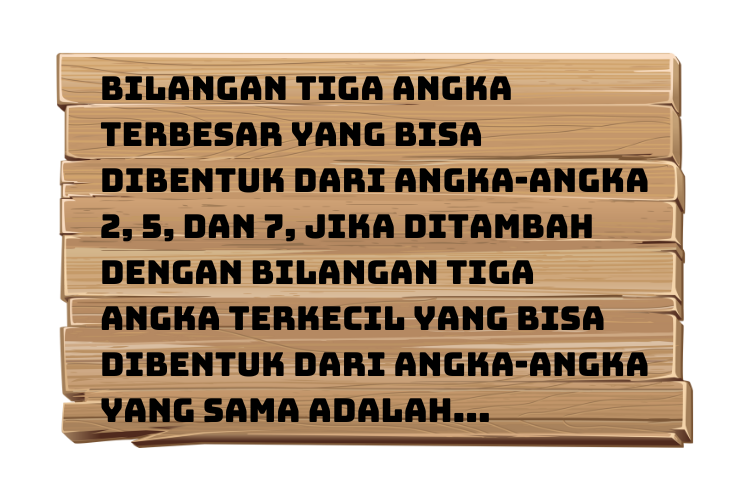 BILANGAN TIGA ANGKA
TERBESAR YANG BISA
DIBENTUK DARI ANGKA-ANGKA
2, 5, DAN 7, JIKA DITAMBAH
DENGAN BILANGAN TIGA
ANGKA TERKECIL YANG BISA
DIBENTUK DARI ANGKA-ANGKA
YANG SAMA ADALAH...